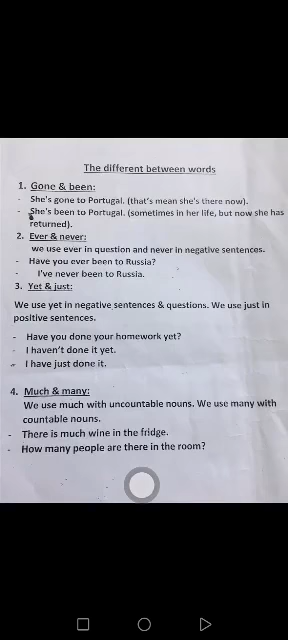 The different between words
1. Gone & been:
- She's gone to Portugal. (that's mean she's there now).
- She's been to Portugal. (sometimes in her life, but now she has
returned).
2. Ever & never:
we use ever in question and never in negative sentences.
- Have you ever been to Russia?
- I've never been to Russia.
3. Yet & just:
We use yet in negative sentences & questions. We use just in
positive sentences.
- Have you done your homework yet?
- I haven't done it yet.
- I have just done it.
4. Much & many:
We use much with uncountable nouns. We use many with
countable nouns.
- There is much wine in the fridge.
- How many people are there in the room?